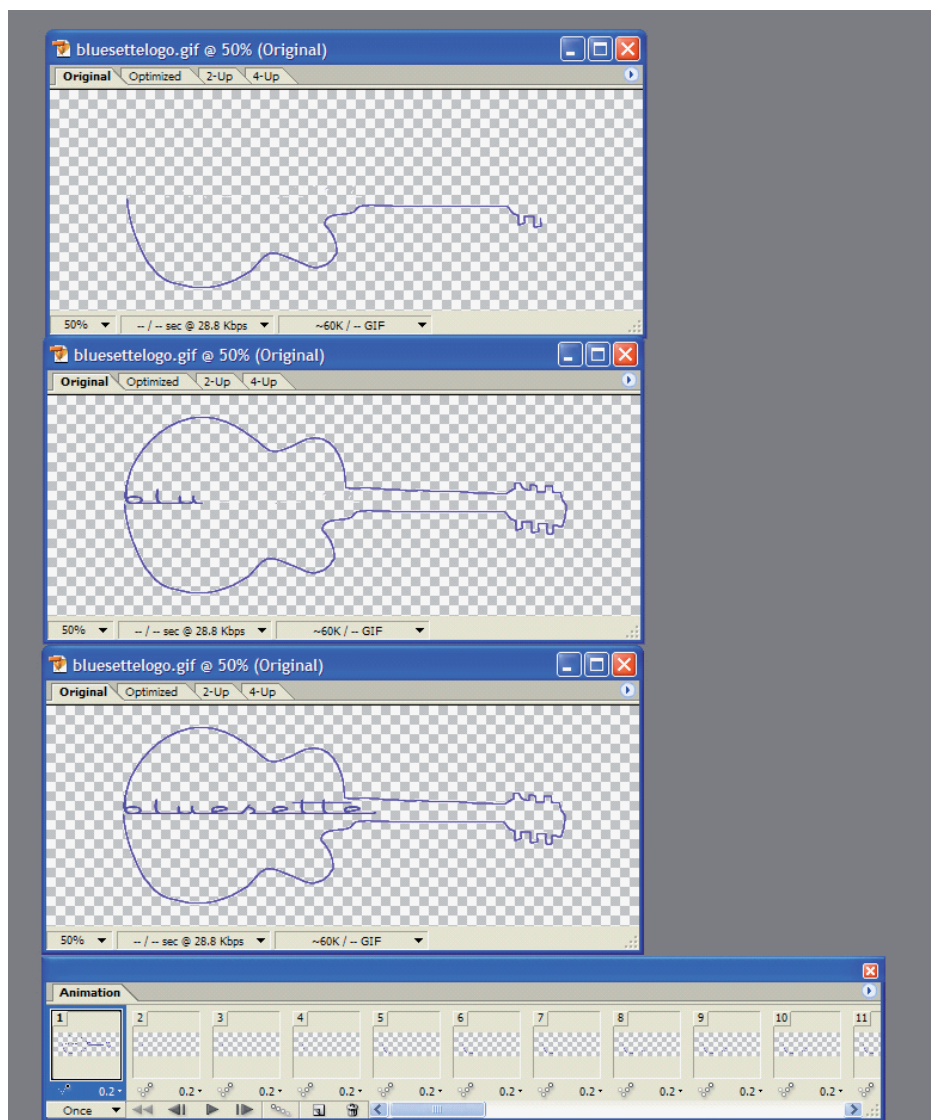 bluesettelogo.gif @ 50% (Original)
Original Optimized 2-Up 4-Up
50% -- / -- sec @ 28.8 Kbps ~60K / -- GIF
bluesettelogo.gif @ 50% (Original)
Original Optimized 2-Up 4-Up
blu
50% -- / -- sec @ 28.8 Kbps ~60K / -- GIF
bluesettelogo.gif @ 50% (Original)
Original Optimized 2-Up 4-Up
bluesette
50% -- / -- sec @ 28.8 Kbps ~60K / -- GIF
Animation
1 2 3 4 5 6 7 8 9 10 11
0.2 0.2 0.2 0.2 0.2 0.2 0.2 0.2 0.2 0.2
Once